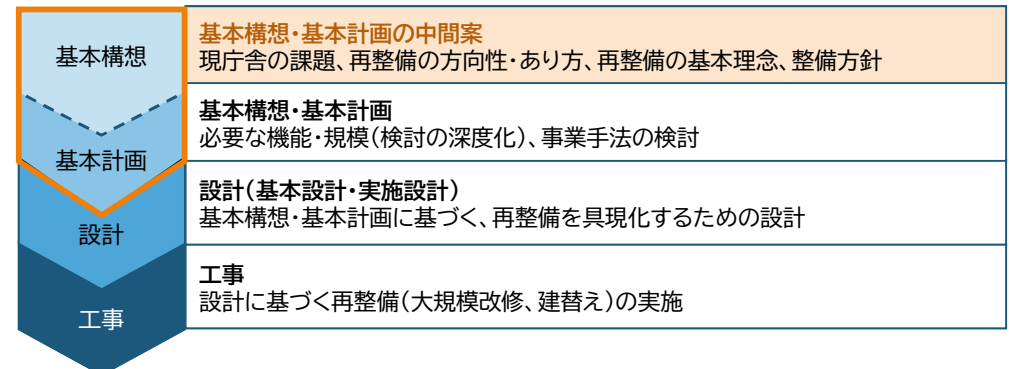 基本構想
基本構想・基本計画の中間案
現庁舎の課題、再整備の方向性・あり方、再整備の基本理念、整備方針
基本計画
基本構想・基本計画
必要な機能・規模（検討の深度化）、事業手法の検討
設計
設計（基本設計・実施設計）
基本構想・基本計画に基づく、再整備を具現化するための設計
工事
工事
設計に基づく再整備（大規模改修、建替え）の実施